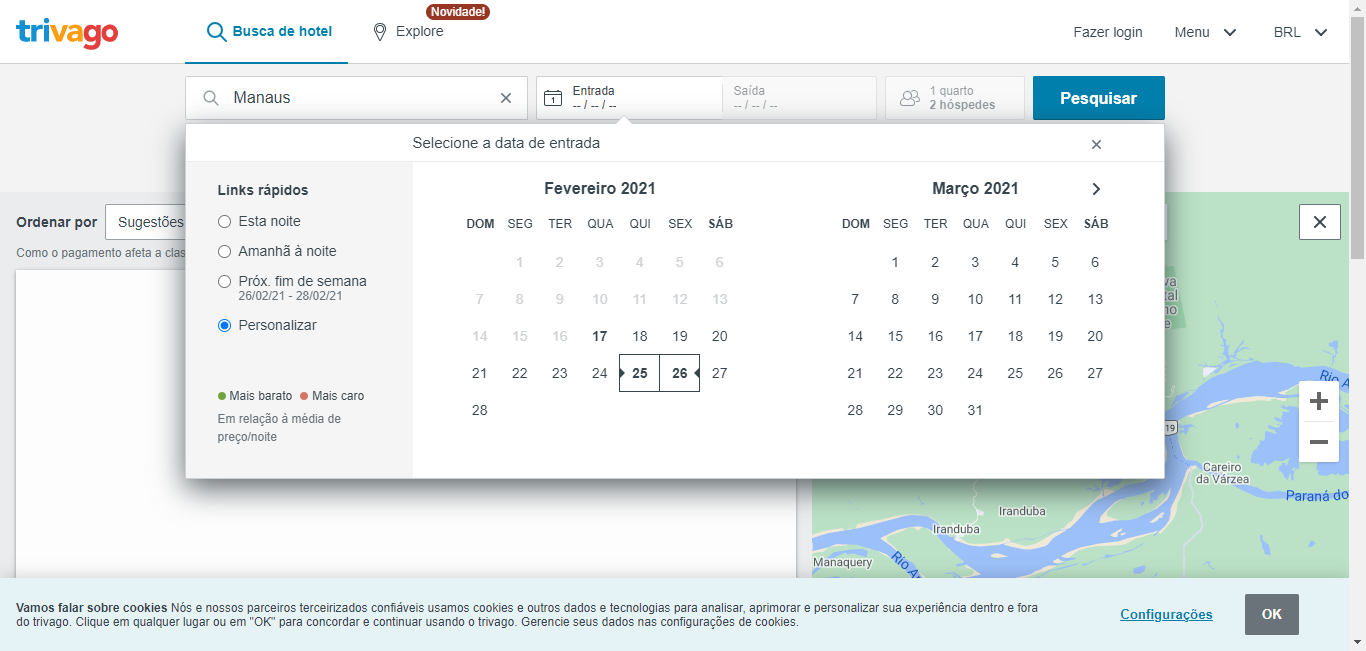 trivago
Busca de hotel
Novidade!
Explore
Fazer login
Menu
BRL
Manaus
Entrada
-- / -- / --
Saída
-- / -- / --
1 quarto
2 hóspedes
Pesquisar
Selecione a data de entrada
Ordenar por
Sugestões
Como o pagamento afeta a clas
Links rápidos
Esta noite
Amanhã à noite
Próx. fim de semana
26/02/21 - 28/02/21
Personalizar
Mais barato Mais caro
Em relação à média de
preço/noite
Fevereiro 2021
DOM SEG TER QUA QUI SEX SÁB
1 2 3 4 5 6
7 8 9 10 11 12 13
14 15 16 17 18 19 20
21 22 23 24 25 26 27
28
Março 2021
DOM SEG TER QUA QUI SEX SÁB
1 2 3 4 5 6
7 8 9 10 11 12 13
14 15 16 17 18 19 20
21 22 23 24 25 26 27
28 29 30 31
19
Careiro
da Várzea
Paraná do
Iranduba
Iranduba
Manaquery
Vamos falar sobre cookies Nós e nossos parceiros terceirizados confiáveis usamos cookies e outros dados e tecnologias para analisar, aprimorar e personalizar sua experiência dentro e fora
do trivago. Clique em qualquer lugar ou em "OK" para concordar e continuar usando o trivago. Gerencie seus dados nas configurações de cookies.
Configurações
OK